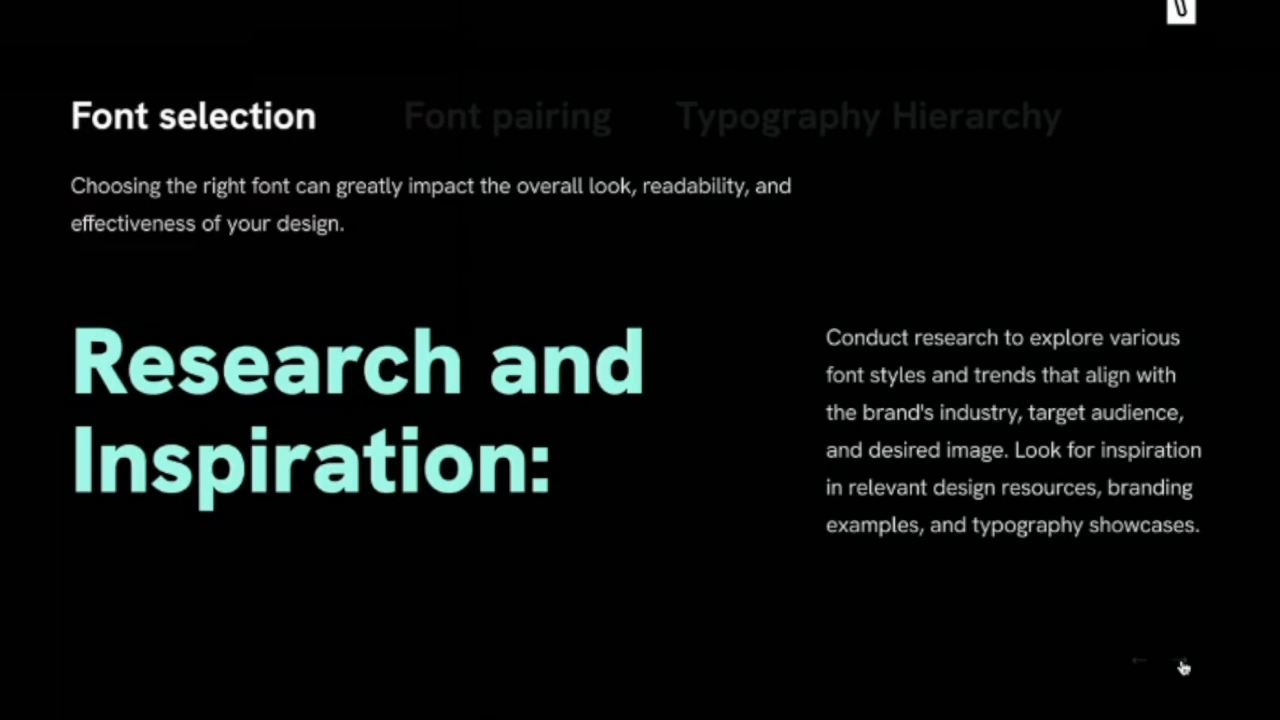 Font selection
Font pairing
Typography Hierarchy
Choosing the right font can greatly impact the overall look, readability, and
effectiveness of your design.
Research and
Inspiration:
Conduct research to explore various
font styles and trends that align with
the brand's industry, target audience,
and desired image. Look for inspiration
in relevant design resources, branding
examples, and typography showcases.